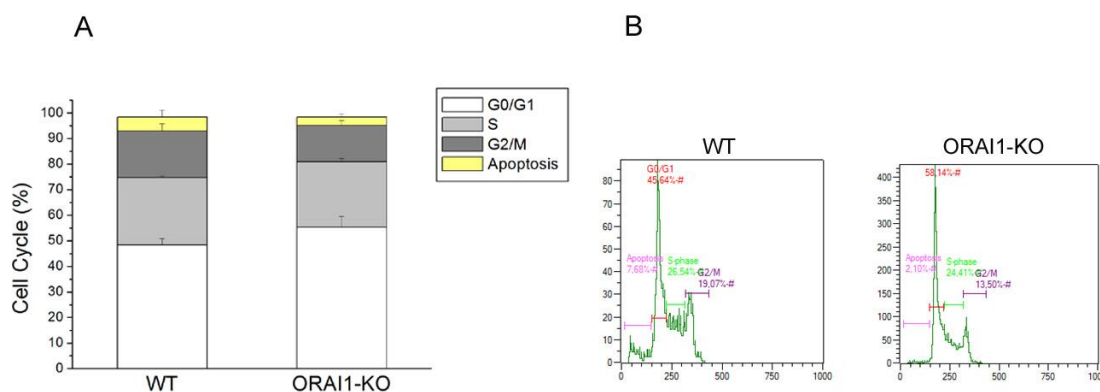 A
B
Cell Cycle (%)
100
90
80
70
60
50
40
30
20
10
0
WT
ORAI1-KO
G0/G1
S
G2/M
Apoptosis
WT
80
70
60
50
40
30
20
10
0
G0/G1
45,64%-#
Apoptosis
7,68%-#
S-phase
26,54%-#
G2/M
19,07%-#
0
250
500
750
1000
ORAI1-KO
400
350
300
250
200
150
100
50
0
58,14%-#
Apoptosis
2,10%-#
S-phase
24,41%-#
G2/M
13,50%-#
0
250
500
750